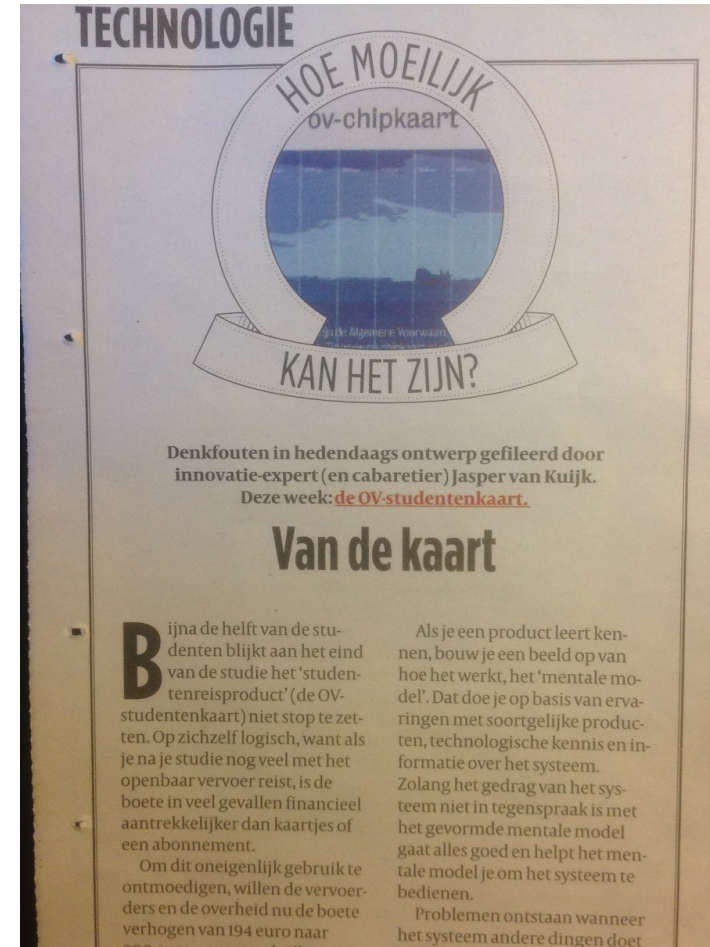 TECHNOLOGIE
HOE MOEILIJK
ov-chipkaart
KAN HET ZIJN?
Denkfouten in hedendaags ontwerp gefileerd door
innovatie-expert (en cabaretier) Jasper van Kuijk.
Deze week: de OV-studentenkaart.
Van de kaart
Bijna de helft van de stu-
denten blijkt aan het eind
van de studie het ‘studen-
tenreisproduct’ (de OV-
studentenkaart) niet stop te zet-
ten. Op zichzelf logisch, want als
je na je studie nog veel met het
openbaar vervoer reist, is de
boete in veel gevallen financieel
aantrekkelijker dan kaartjes of
een abonnement.
Om dit oneigenlijk gebruik te
ontmoedigen, willen de vervoer-
ders en de overheid nu de boete
verhogen van 194 euro naar
Als je een product leert ken-
nen, bouw je een beeld op van
hoe het werkt, het ‘mentale mo-
del’. Dat doe je op basis van erva-
ringen met soortgelijke produc-
ten, technologische kennis en in-
formatie over het systeem.
Zolang het gedrag van het sys-
teem niet in tegenspraak is met
het gevormde mentale model
gaat alles goed en helpt het men-
tale model je om het systeem te
bedienen.
Problemen ontstaan wanneer
het systeem andere dingen doet